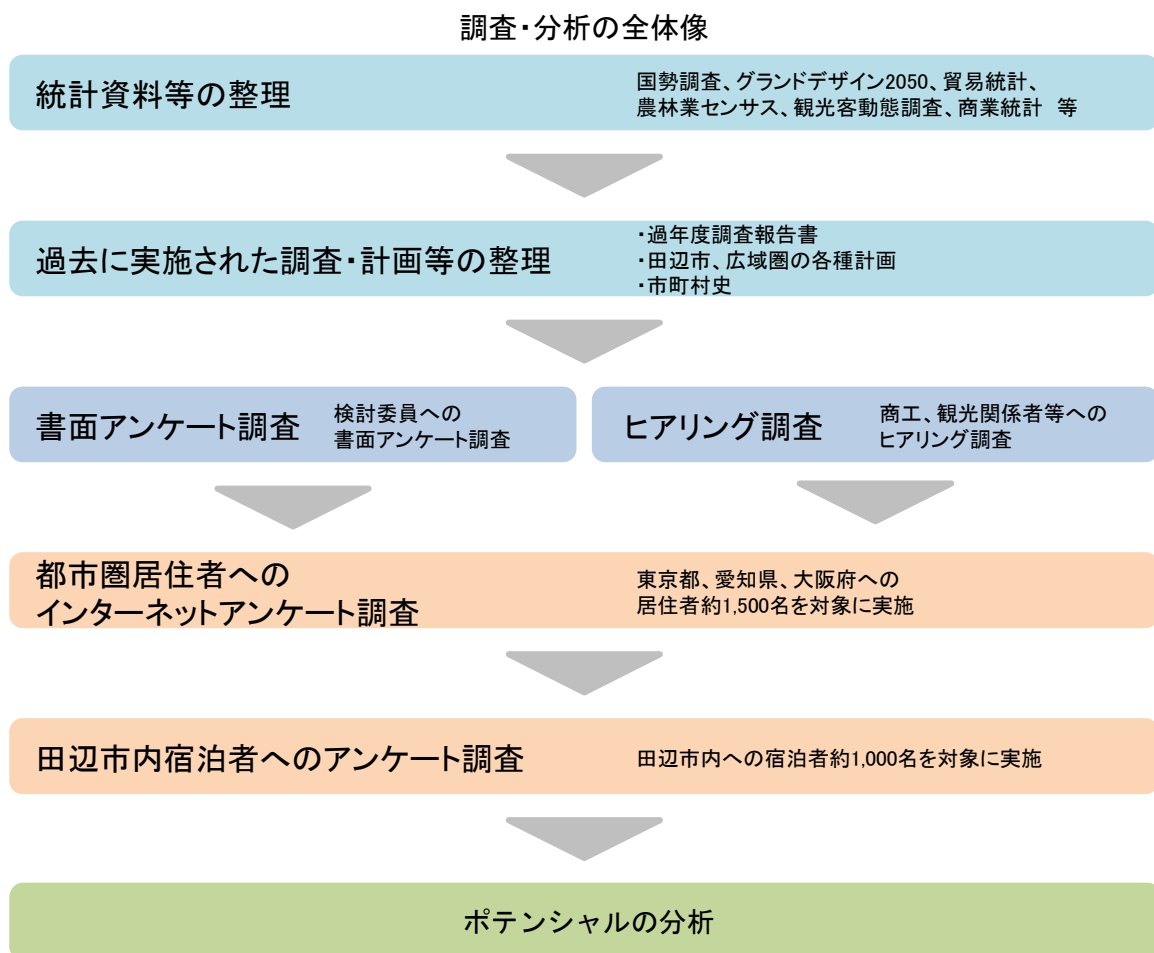 調査・分析の全体像
統計資料等の整理
国勢調査、グランドデザイン2050、貿易統計、
農林業センサス、観光客動態調査、商業統計　等
過去に実施された調査・計画等の整理
・過年度調査報告書
・田辺市、広域圏の各種計画
・市町村史
書面アンケート調査
検討委員への
書面アンケート調査
ヒアリング調査
商工、観光関係者等への
ヒアリング調査
都市圏居住者への
インターネットアンケート調査
東京都、愛知県、大阪府への
居住者約1,500名を対象に実施
田辺市内宿泊者へのアンケート調査
田辺市内への宿泊者約1,000名を対象に実施
ポテンシャルの分析